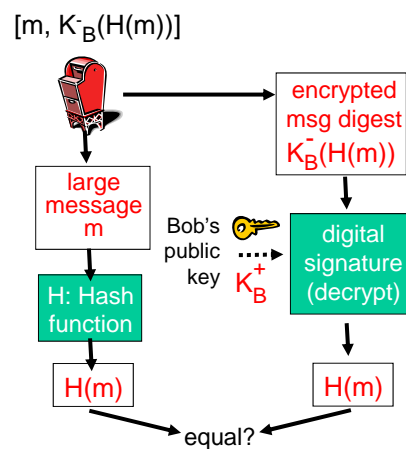 [m, K⁻B(H(m))]
encrypted
msg digest
K⁻B(H(m))
large
message
m
Bob's
public
key
K⁺B
digital
signature
(decrypt)
H: Hash
function
H(m)
H(m)
equal?